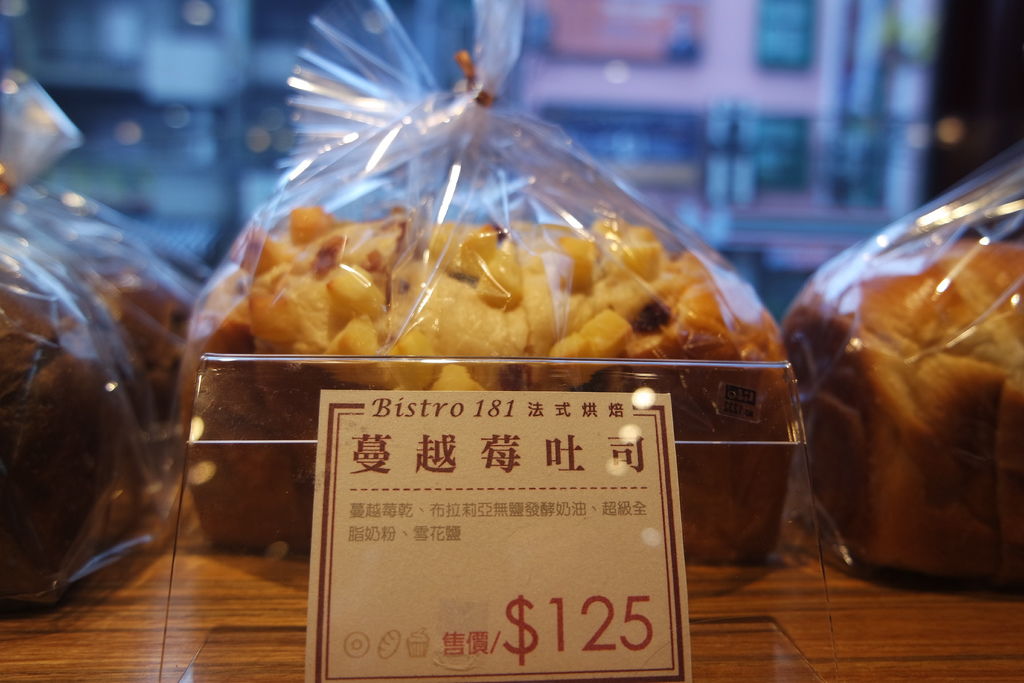 Bistro 181 法式烘焙
蔓越莓吐司
蔓越莓乾、布拉莉亞無鹽發酵奶油、超級全
脂奶粉、雪花鹽
售價/$125